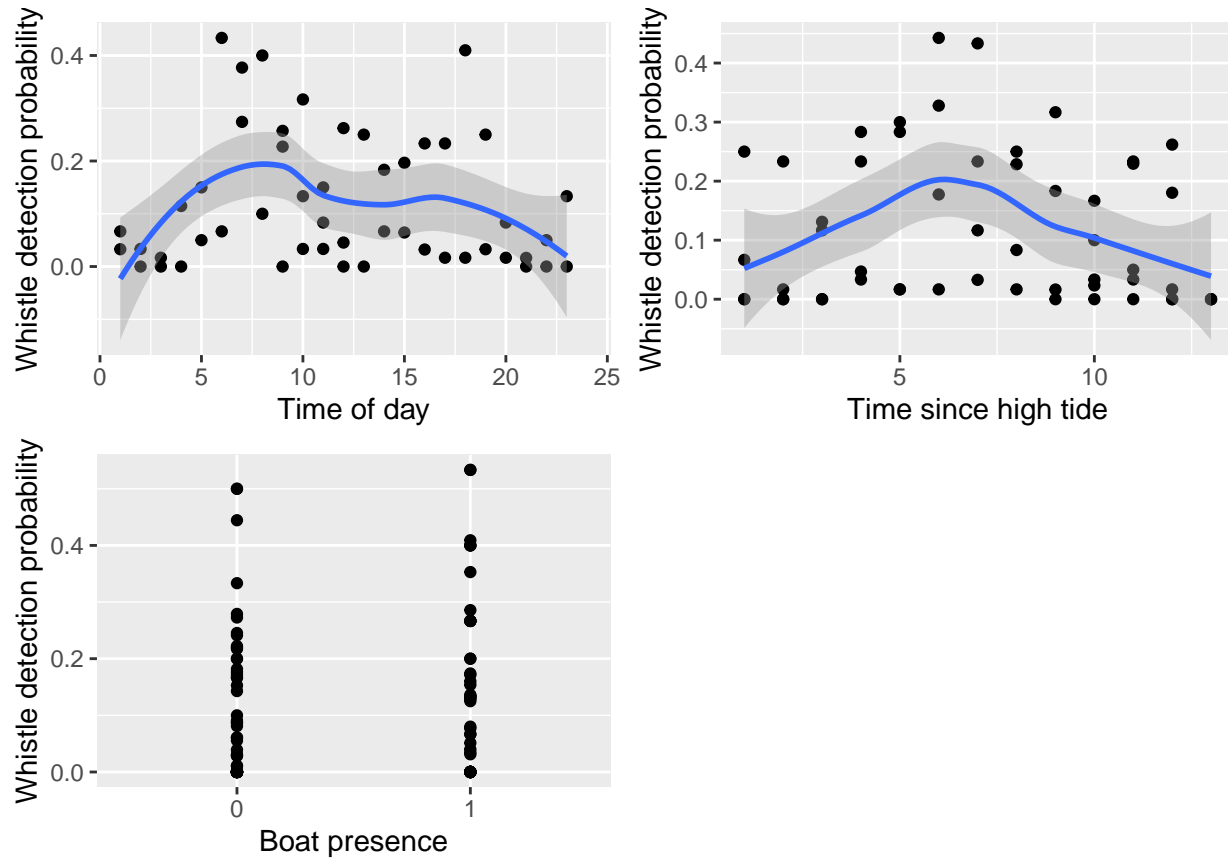 Whistle detection probability
0.4
0.2
0.0
0 5 10 15 20 25
Time of day
Whistle detection probability
0.4
0.3
0.2
0.1
0.0
5 10
Time since high tide
Whistle detection probability
0.4
0.2
0.0
0 1
Boat presence